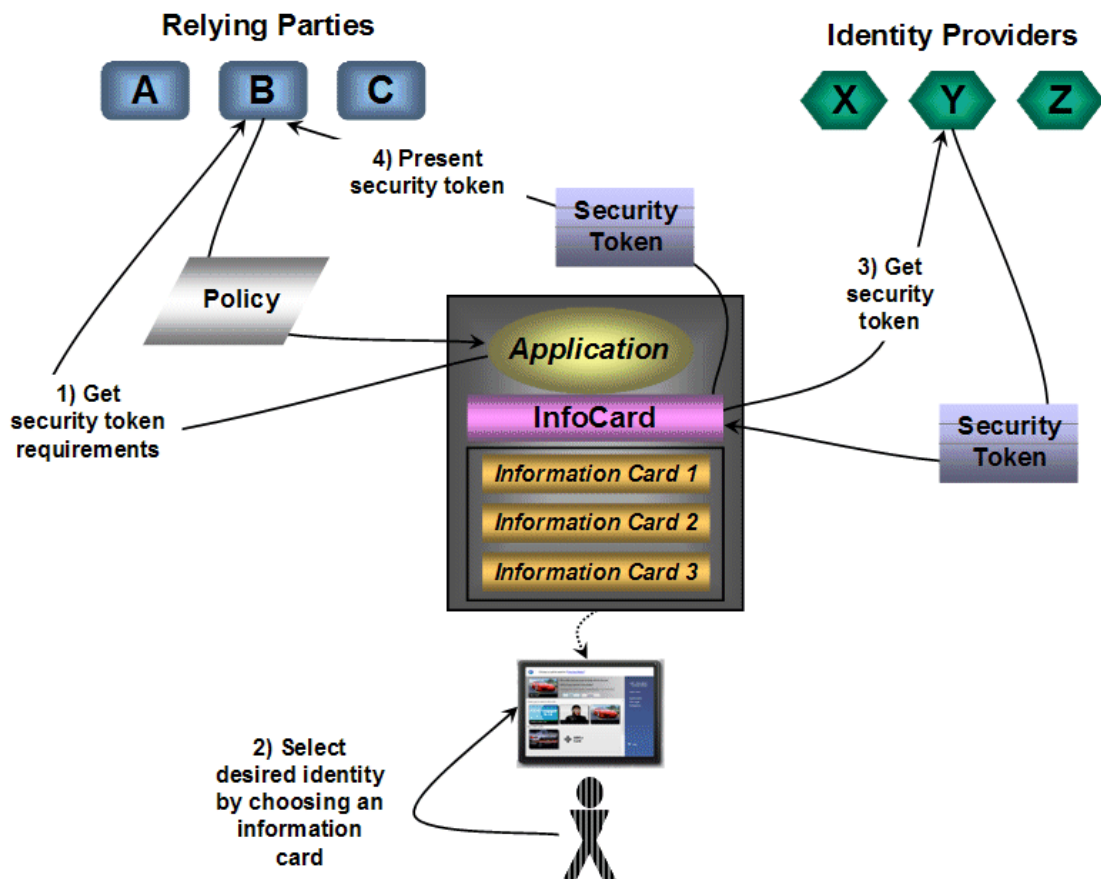 Relying Parties
Identity Providers
A
B
C
X
Y
Z
4) Present
security token
Security
Token
3) Get
security
token
Policy
Application
1) Get
security token
requirements
InfoCard
Security
Token
Information Card 1
Information Card 2
Information Card 3
2) Select
desired identity
by choosing an
information
card